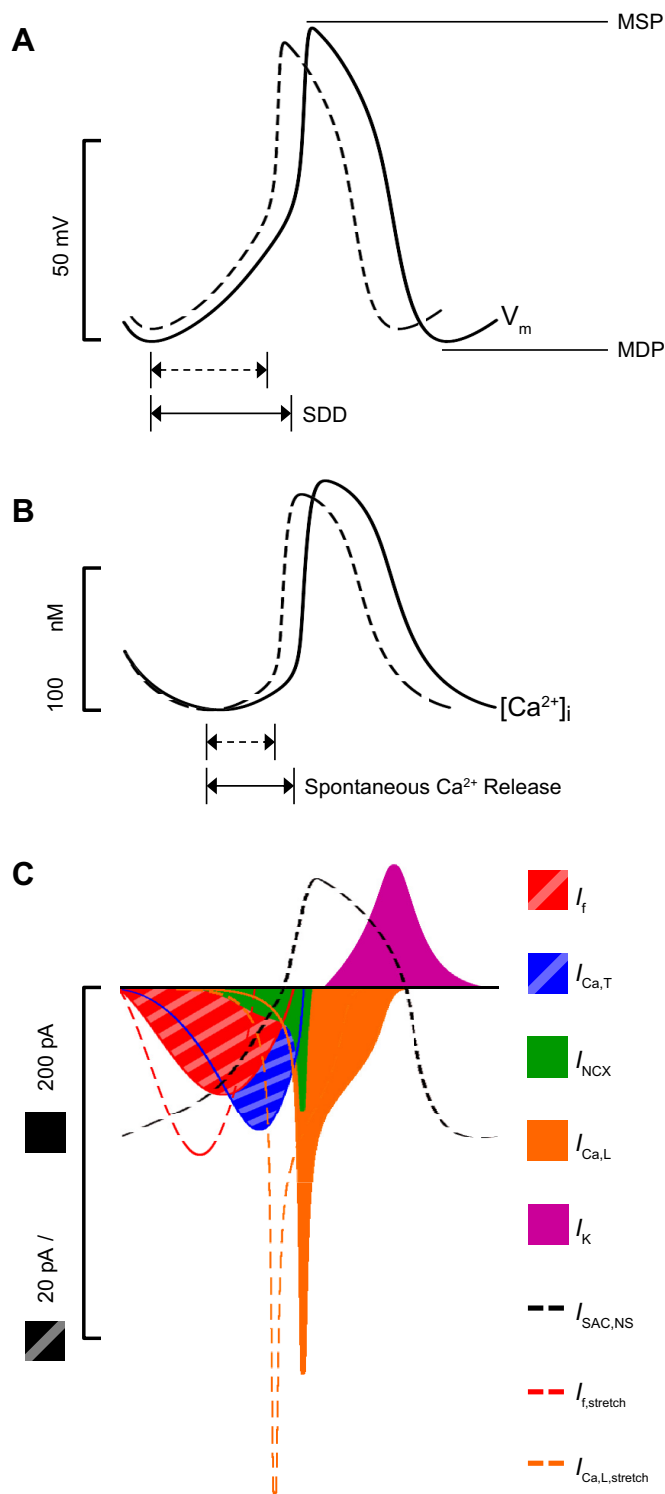 A
MSP
50 mV
Vm
MDP
SDD
B
100 nM
[Ca²⁺]i
Spontaneous Ca²⁺ Release
C
20 pA / 200 pA
If
ICa,T
INCX
ICa,L
IK
ISAC,NS
If,stretch
ICa,L,stretch